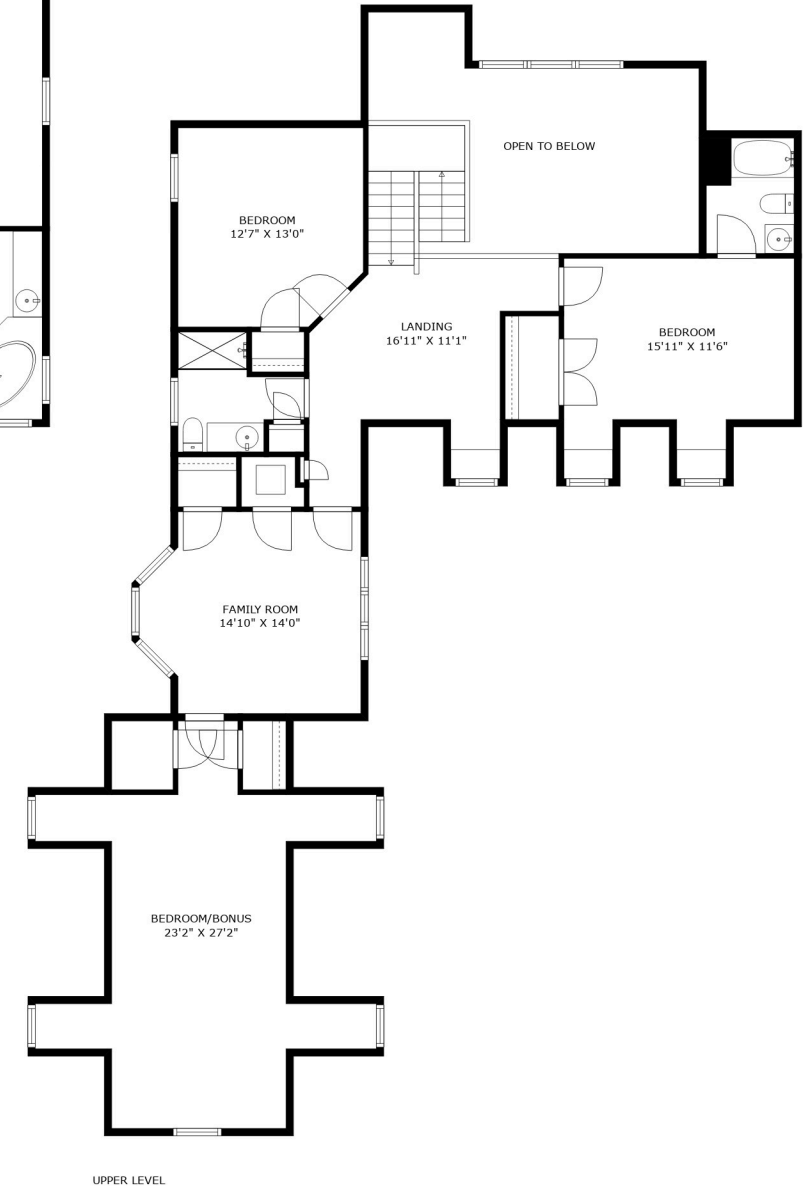 OPEN TO BELOW
BEDROOM
12'7" X 13'0"
LANDING
16'11" X 11'1"
BEDROOM
15'11" X 11'6"
FAMILY ROOM
14'10" X 14'0"
BEDROOM/BONUS
23'2" X 27'2"
UPPER LEVEL